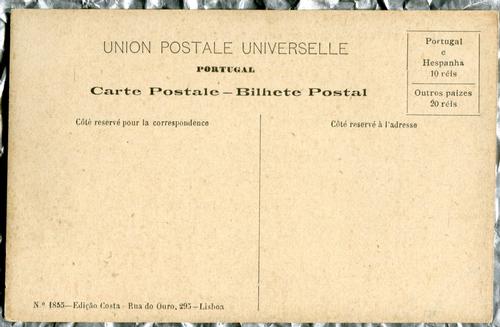 UNION POSTALE UNIVERSELLE
PORTUGAL
Carte Postale – Bilhete Postal
Portugal
e
Hespanha
10 réis
Outros paizes
20 réis
Côté reservé pour la correspondence
Côté reservé à l'adresse
N.º 1855—Edição Costa - Rua do Ouro, 295—Lisboa